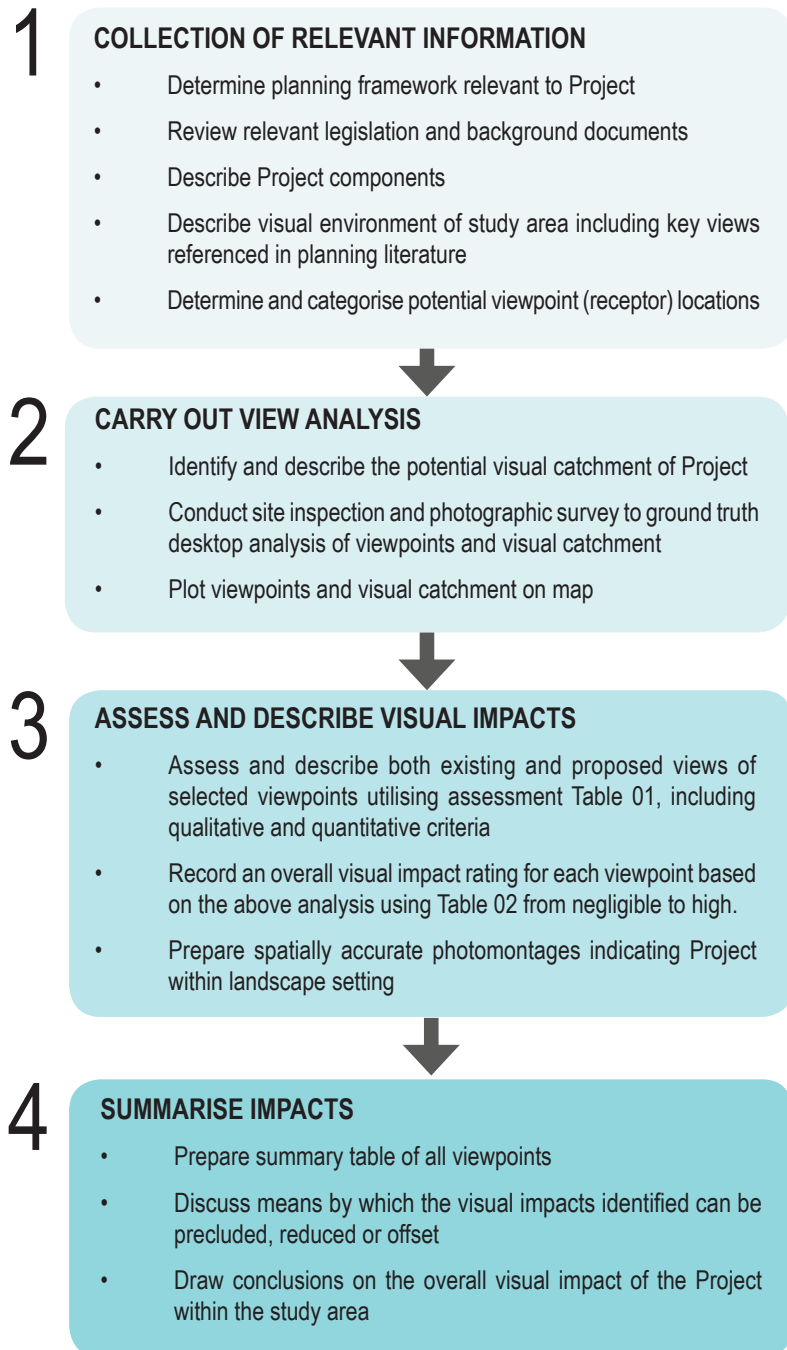 1
COLLECTION OF RELEVANT INFORMATION
• Determine planning framework relevant to Project
• Review relevant legislation and background documents
• Describe Project components
• Describe visual environment of study area including key views
referenced in planning literature
• Determine and categorise potential viewpoint (receptor) locations
2
CARRY OUT VIEW ANALYSIS
• Identify and describe the potential visual catchment of Project
• Conduct site inspection and photographic survey to ground truth
desktop analysis of viewpoints and visual catchment
• Plot viewpoints and visual catchment on map
3
ASSESS AND DESCRIBE VISUAL IMPACTS
• Assess and describe both existing and proposed views of
selected viewpoints utilising assessment Table 01, including
qualitative and quantitative criteria
• Record an overall visual impact rating for each viewpoint based
on the above analysis using Table 02 from negligible to high.
• Prepare spatially accurate photomontages indicating Project
within landscape setting
4
SUMMARISE IMPACTS
• Prepare summary table of all viewpoints
• Discuss means by which the visual impacts identified can be
precluded, reduced or offset
• Draw conclusions on the overall visual impact of the Project
within the study area